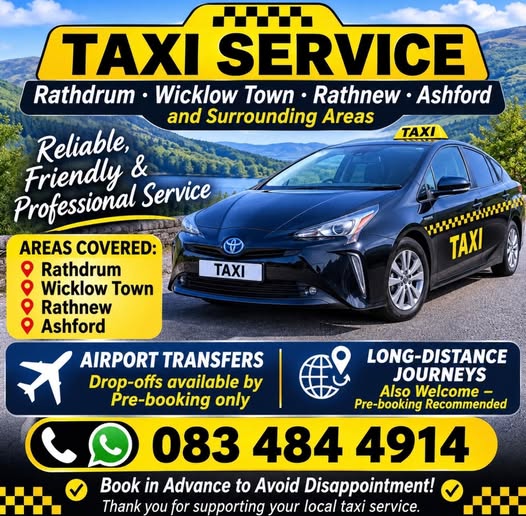 TAXI SERVICE
Rathdrum · Wicklow Town · Rathnew · Ashford
and Surrounding Areas
Reliable,
Friendly &
Professional Service
TAXI
TAXI
TAXI
AREAS COVERED:
Rathdrum
Wicklow Town
Rathnew
Ashford
AIRPORT TRANSFERS
Drop-offs available by
Pre-booking only
LONG-DISTANCE
JOURNEYS
Also Welcome –
Pre-booking Recommended
083 484 4914
Book in Advance to Avoid Disappointment!
Thank you for supporting your local taxi service.